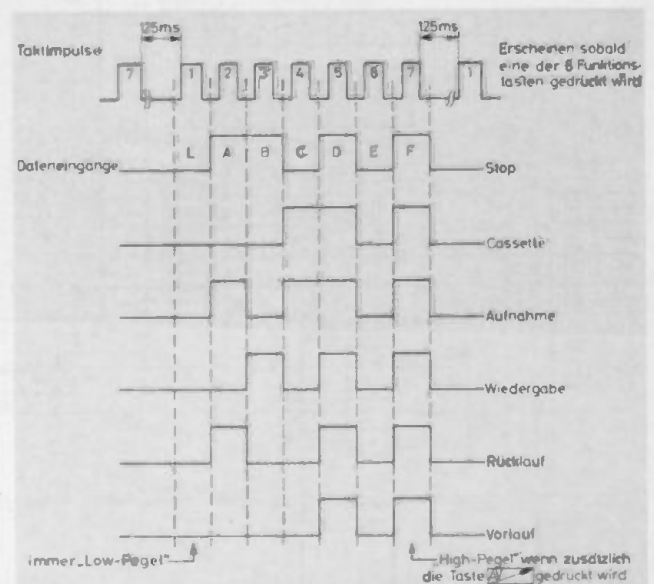 125ms
125ms
Taktimpulse
7 1 2 3 4 5 6 7 1
Erscheinen sobald
eine der 6 Funktions-
tasten gedrückt wird
Dateneingänge
L A B C D E F
Stop
Cassette
Aufnahme
Wiedergabe
Rücklauf
Vorlauf
immer „Low-Pegel"
„High-Pegel" wenn zusätzlich
die Taste AV gedrückt wird